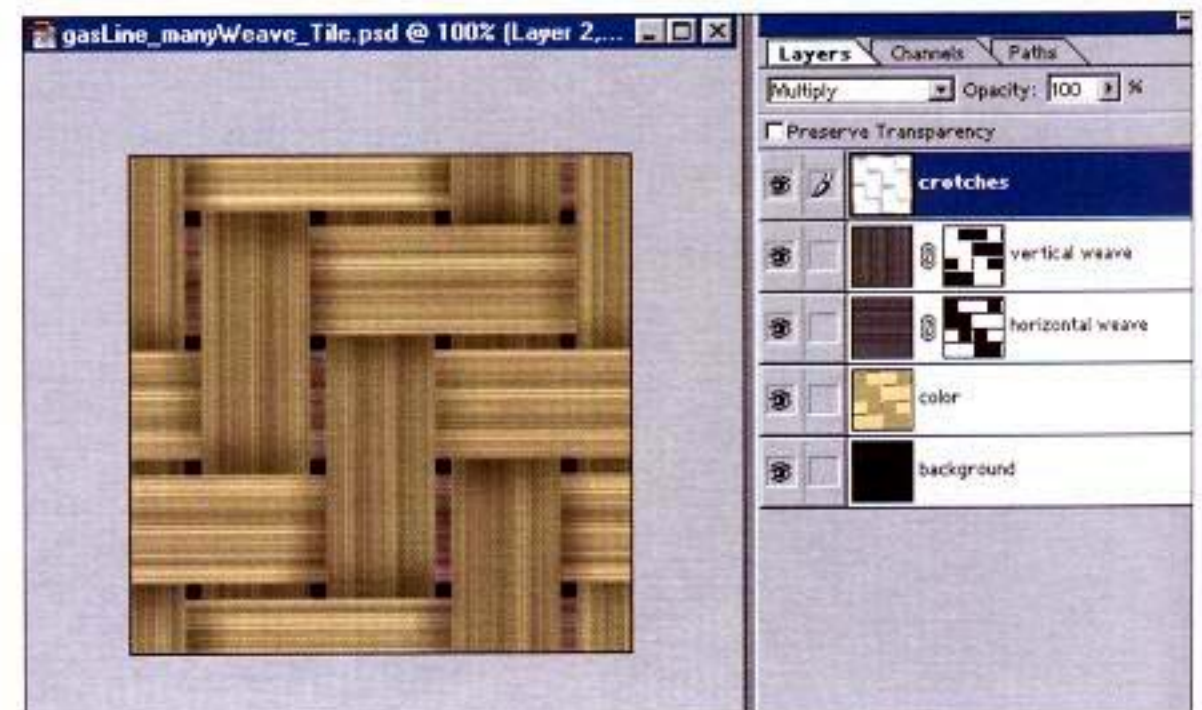 gasLine_manyWeave_Tile.psd @ 100% (Layer 2,...
Layers Channels Paths
Multiply Opacity: 100 %
Preserve Transparency
crotches
vertical weave
horizontal weave
color
background